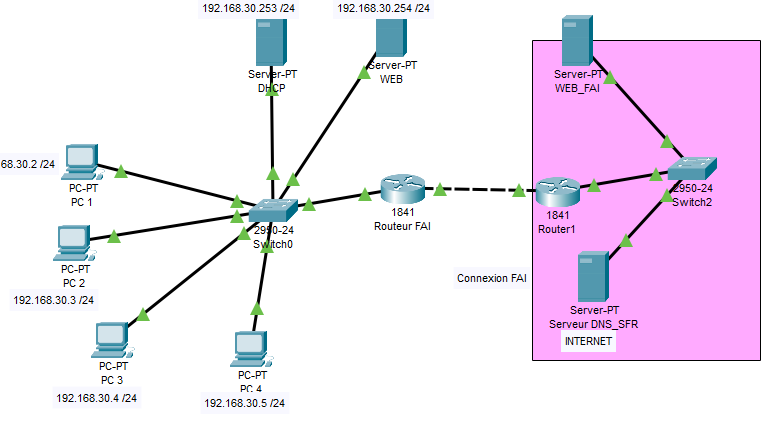 192.168.30.253 /24
192.168.30.254 /24
Server-PT
DHCP
Server-PT
WEB
Server-PT
WEB_FAI
68.30.2 /24
PC-PT
PC 1
2950-24
Switch0
1841
Routeur FAI
1841
Router1
2950-24
Switch2
PC-PT
PC 2
192.168.30.3 /24
Connexion FAI
Server-PT
Serveur DNS_SFR
INTERNET
PC-PT
PC 3
192.168.30.4 /24
PC-PT
PC 4
192.168.30.5 /24